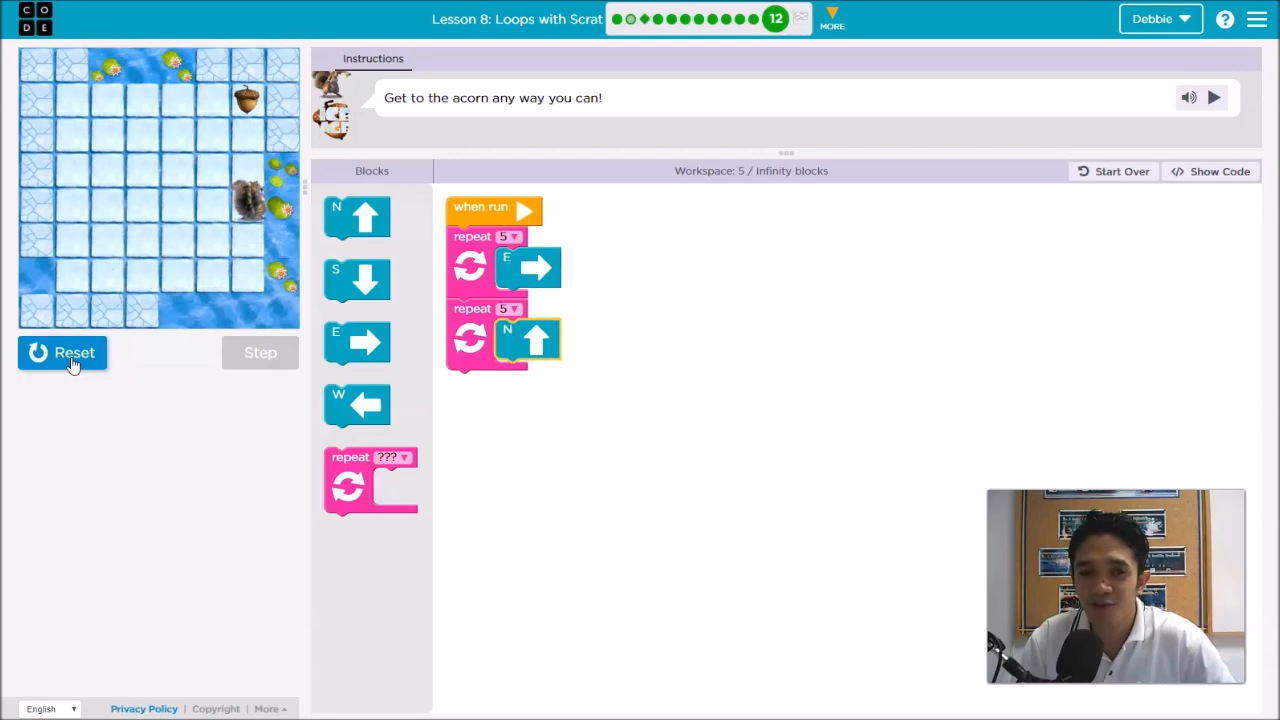 C O
D E
Lesson 8: Loops with Scrat
12
MORE
Debbie
?
Instructions
Get to the acorn any way you can!
ICE
AGE
Blocks
Workspace: 5 / Infinity blocks
Start Over
</> Show Code
N
S
E
W
repeat ???
when run
repeat 5
E
repeat 5
N
Reset
Step
English
Privacy Policy | Copyright | More